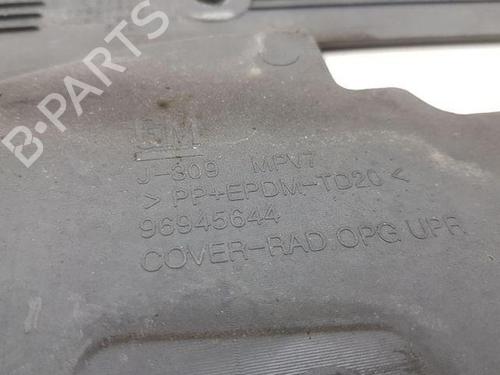 GM
J-309 MPV7
> PP+EPDM-TD20 <
96945644
COVER-RAD OPG UPR
B-PARTS